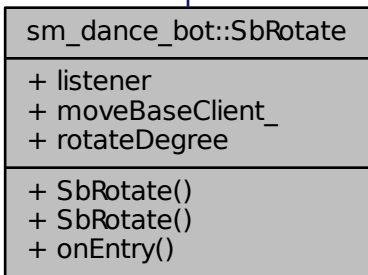 sm_dance_bot::SbRotate
+ listener
+ moveBaseClient_
+ rotateDegree
+ SbRotate()
+ SbRotate()
+ onEntry()